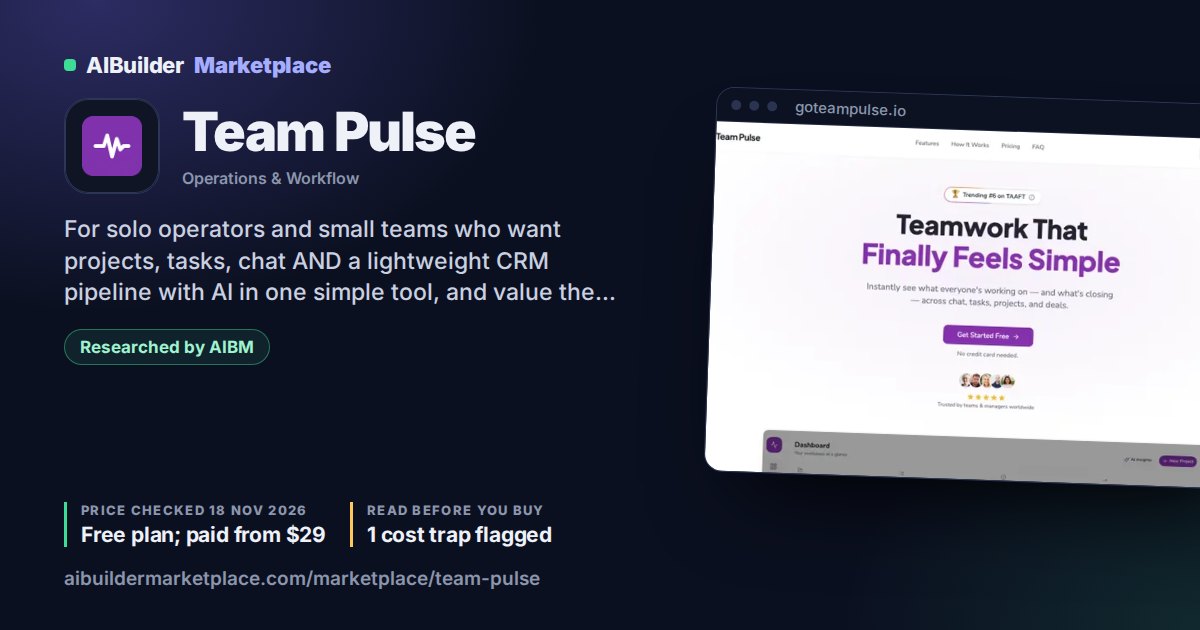 AIBuilder Marketplace
Team Pulse
Operations & Workflow
For solo operators and small teams who want
projects, tasks, chat AND a lightweight CRM
pipeline with AI in one simple tool, and value the...
Researched by AIBM
PRICE CHECKED 18 NOV 2026
Free plan; paid from $29
READ BEFORE YOU BUY
1 cost trap flagged
aibuildermarketplace.com/marketplace/team-pulse
goteampulse.io
Team Pulse
Features How It Works Pricing FAQ
Trending #6 on TAAFT
Teamwork That
Finally Feels Simple
Instantly see what everyone's working on — and what's closing
— across chat, tasks, projects, and deals.
Get Started Free →
No credit card needed.
Trusted by teams & managers worldwide
Dashboard
Your workspace at a glance
AI Insights
+ New Project